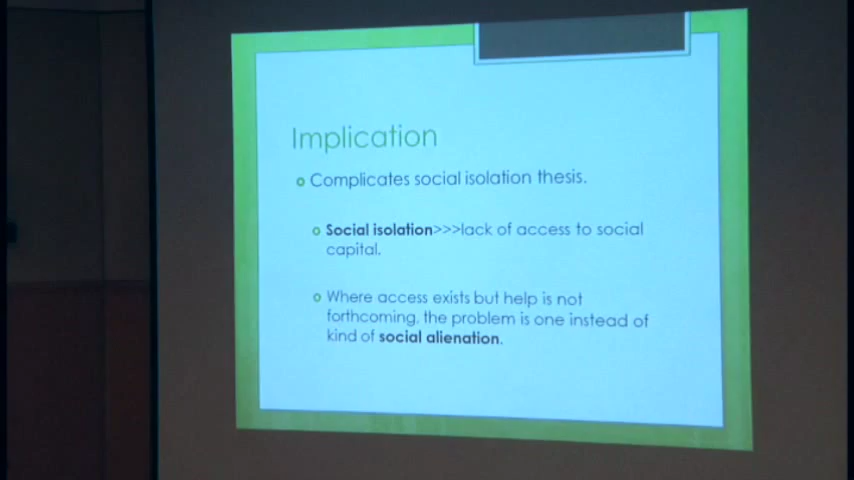 Implication
Complicates social isolation thesis.
Social isolation>>>lack of access to social
capital.
Where access exists but help is not
forthcoming, the problem is one instead of
kind of social alienation.